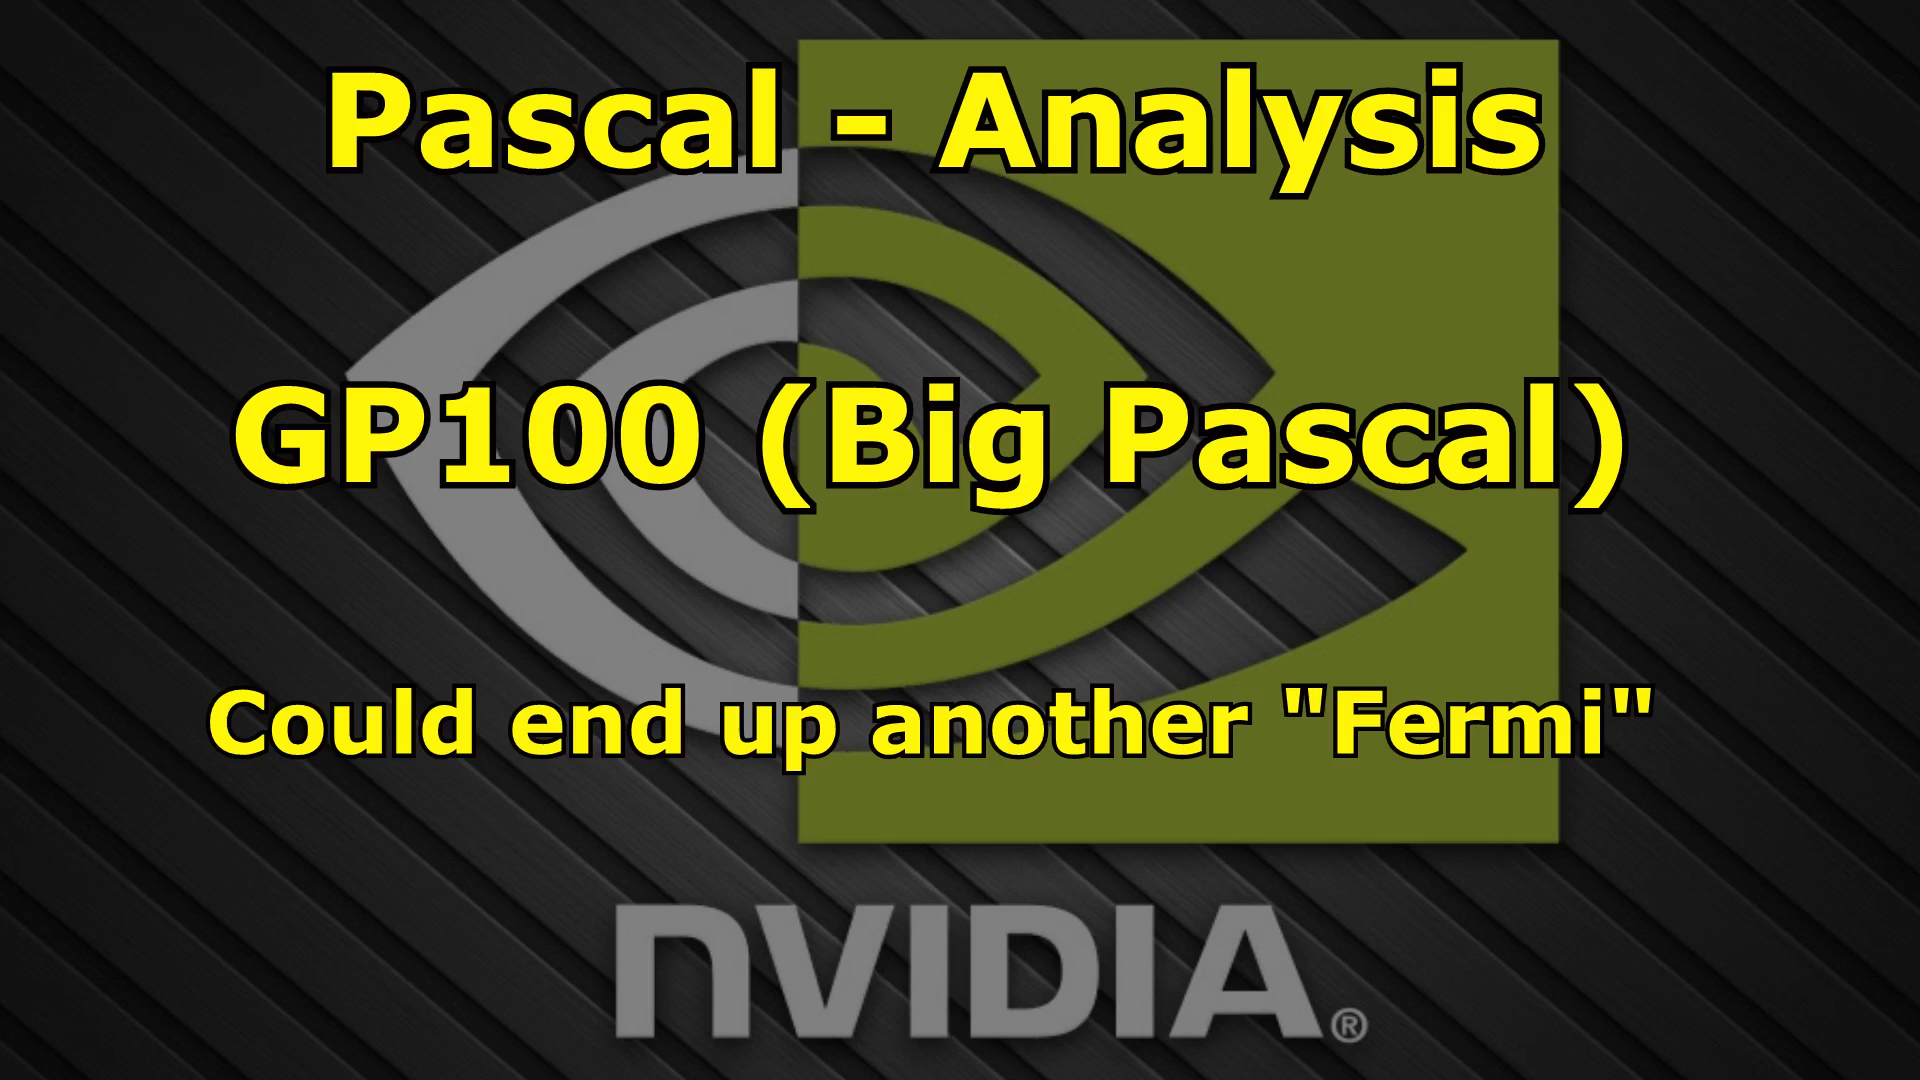 Pascal - Analysis
GP100 (Big Pascal)
Could end up another "Fermi"
NVIDIA®